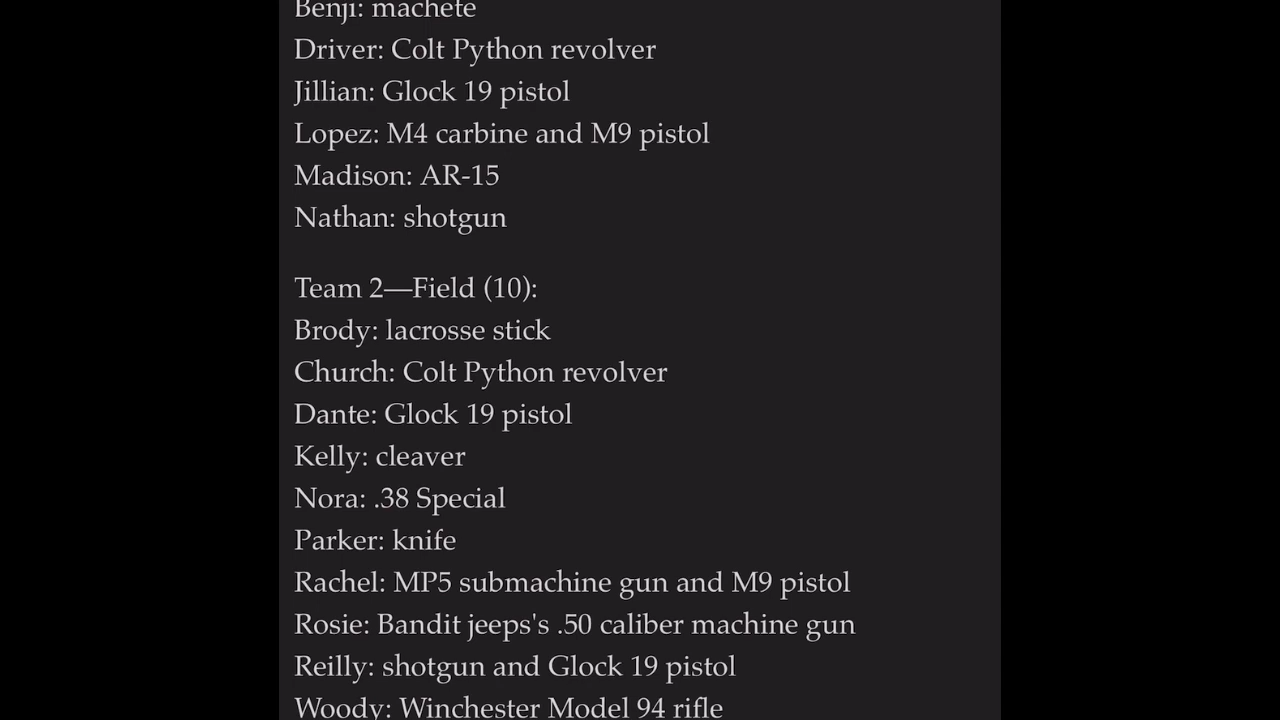 Benji: machete
Driver: Colt Python revolver
Jillian: Glock 19 pistol
Lopez: M4 carbine and M9 pistol
Madison: AR-15
Nathan: shotgun
Team 2—Field (10):
Brody: lacrosse stick
Church: Colt Python revolver
Dante: Glock 19 pistol
Kelly: cleaver
Nora: .38 Special
Parker: knife
Rachel: MP5 submachine gun and M9 pistol
Rosie: Bandit jeeps's .50 caliber machine gun
Reilly: shotgun and Glock 19 pistol
Woody: Winchester Model 94 rifle